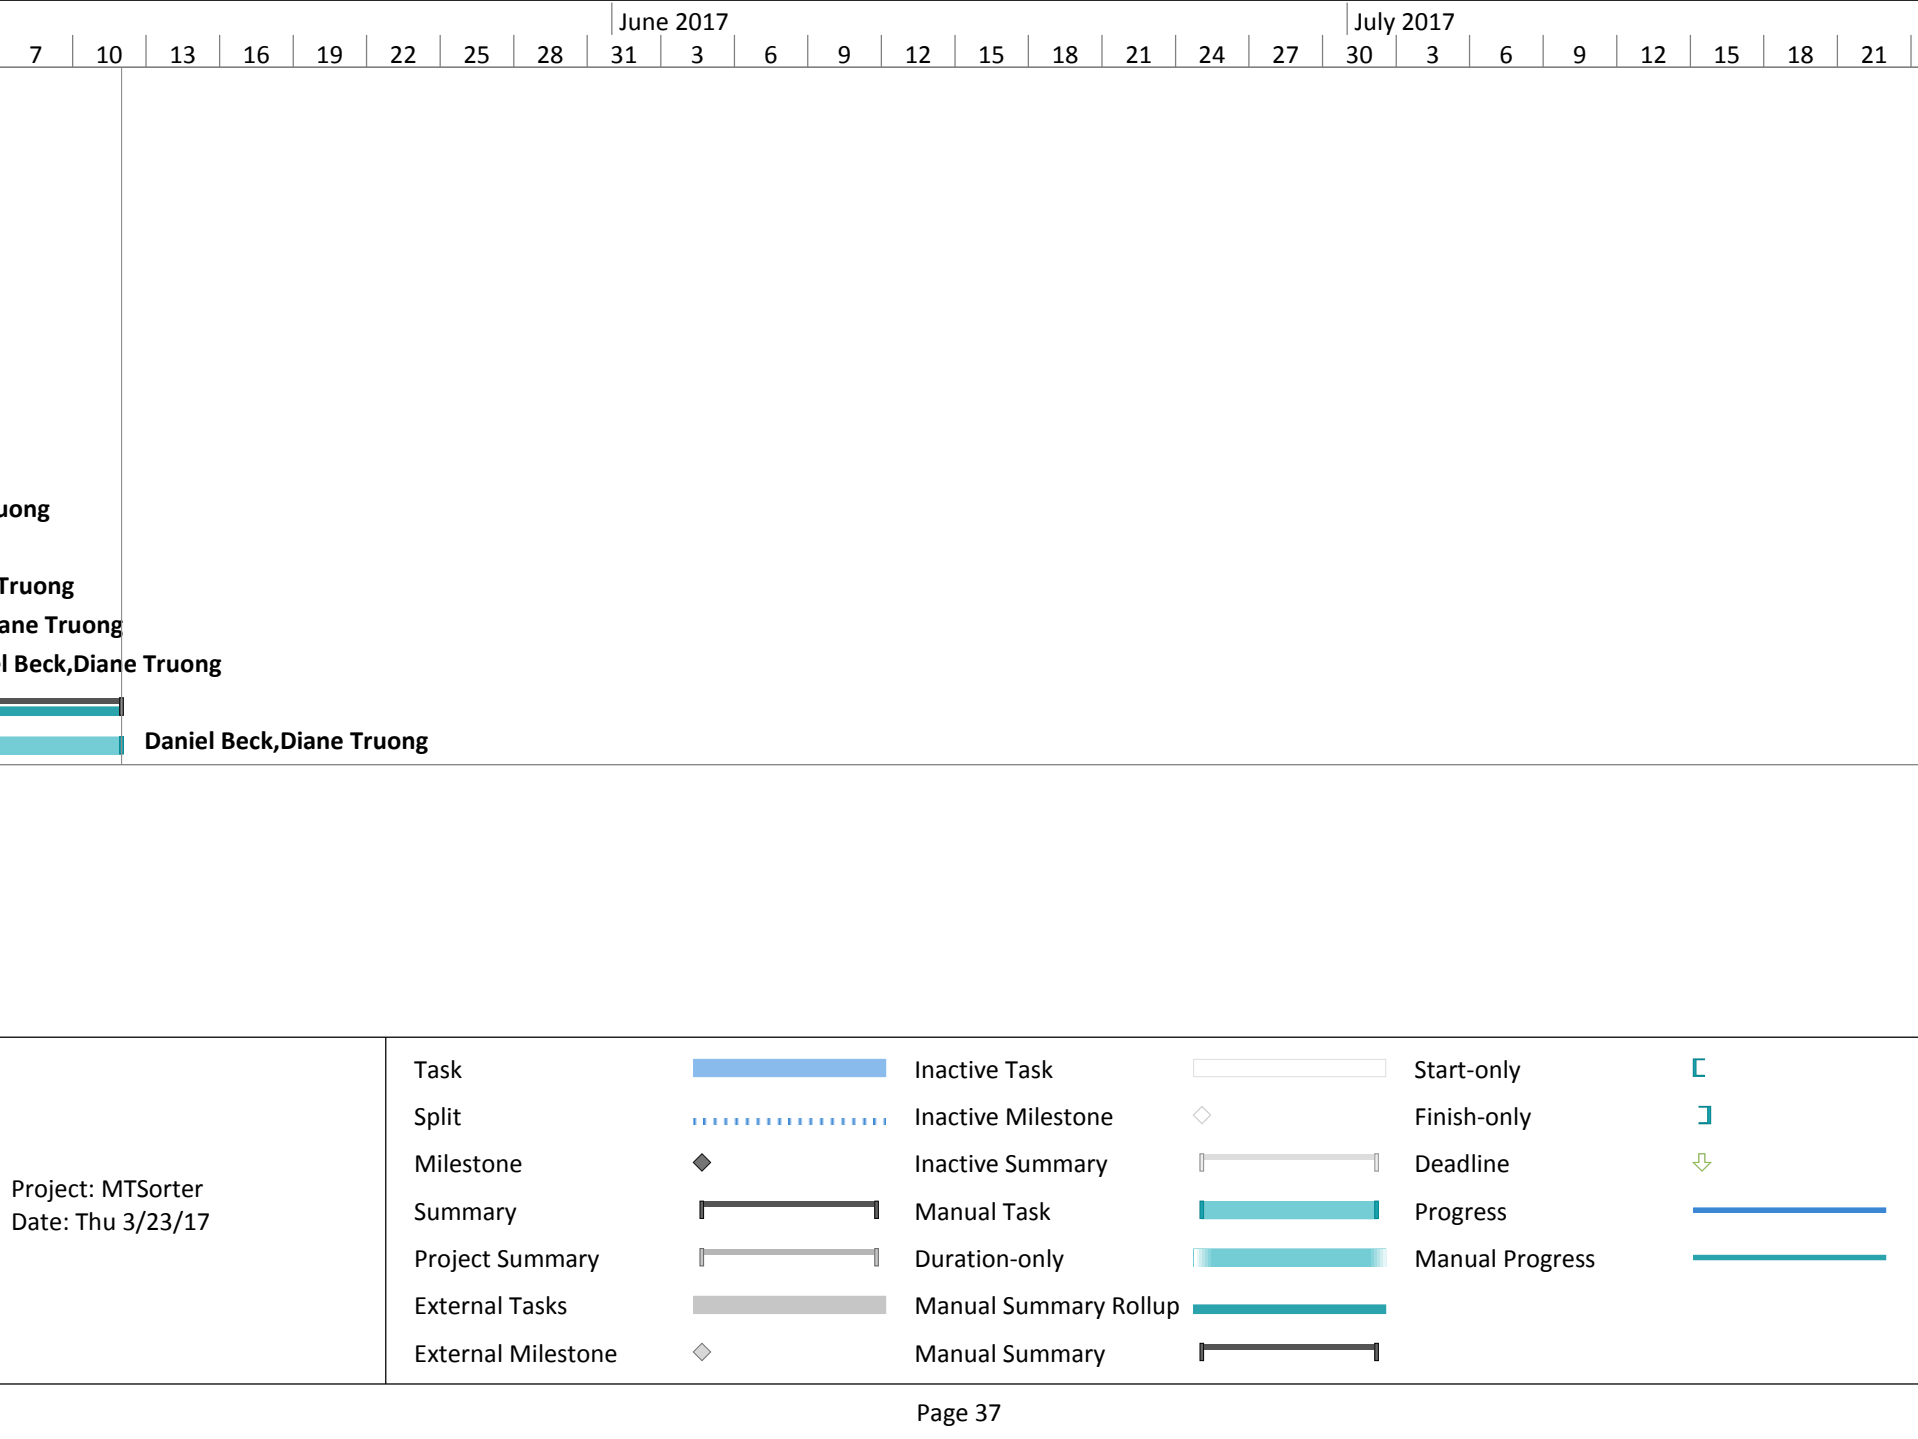 June 2017 July 2017
7 10 13 16 19 22 25 28 31 3 6 9 12 15 18 21 24 27 30 3 6 9 12 15 18 21
uong
Truong
ane Truong
l Beck,Diane Truong
Daniel Beck,Diane Truong
Project: MTSorter
Date: Thu 3/23/17
Task
Split
Milestone
Summary
Project Summary
External Tasks
External Milestone
Inactive Task
Inactive Milestone
Inactive Summary
Manual Task
Duration-only
Manual Summary Rollup
Manual Summary
Start-only
Finish-only
Deadline
Progress
Manual Progress
Page 37